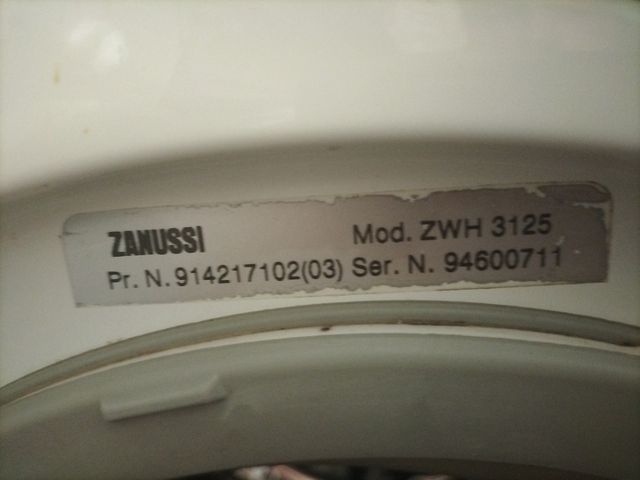 ZANUSSI Mod. ZWH 3125
Pr. N. 914217102(03) Ser. N. 94600711